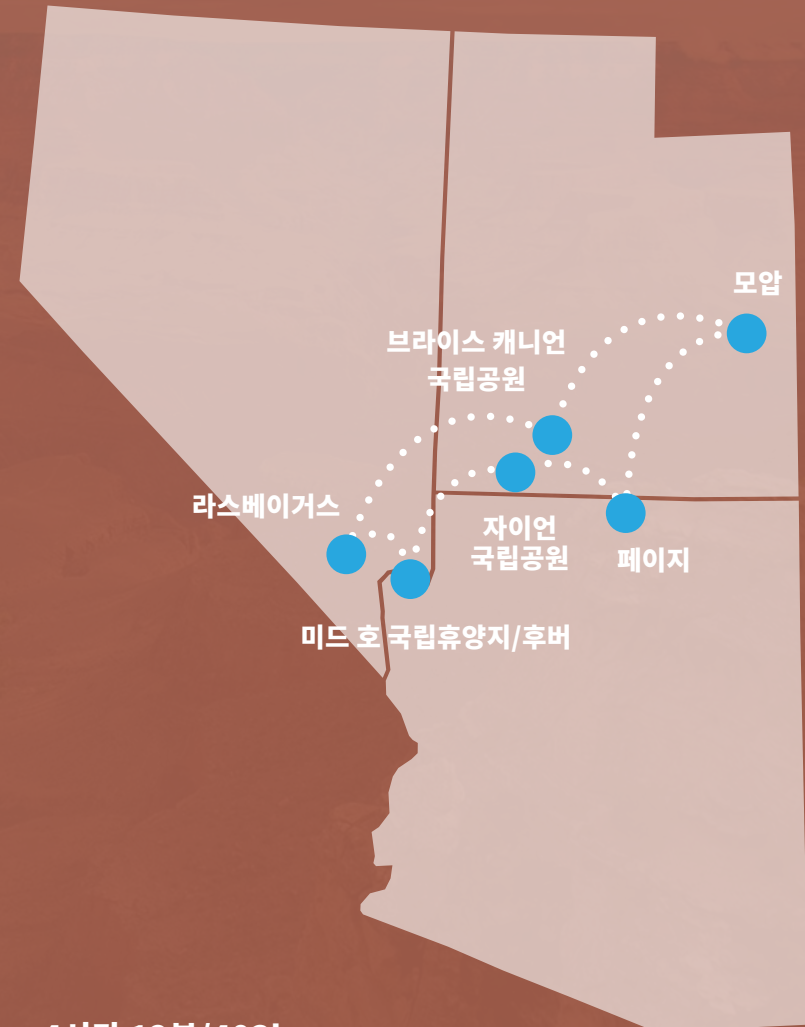 모압
브라이스 캐니언
국립공원
라스베이거스
자이언
국립공원
페이지
미드 호 국립휴양지/후버